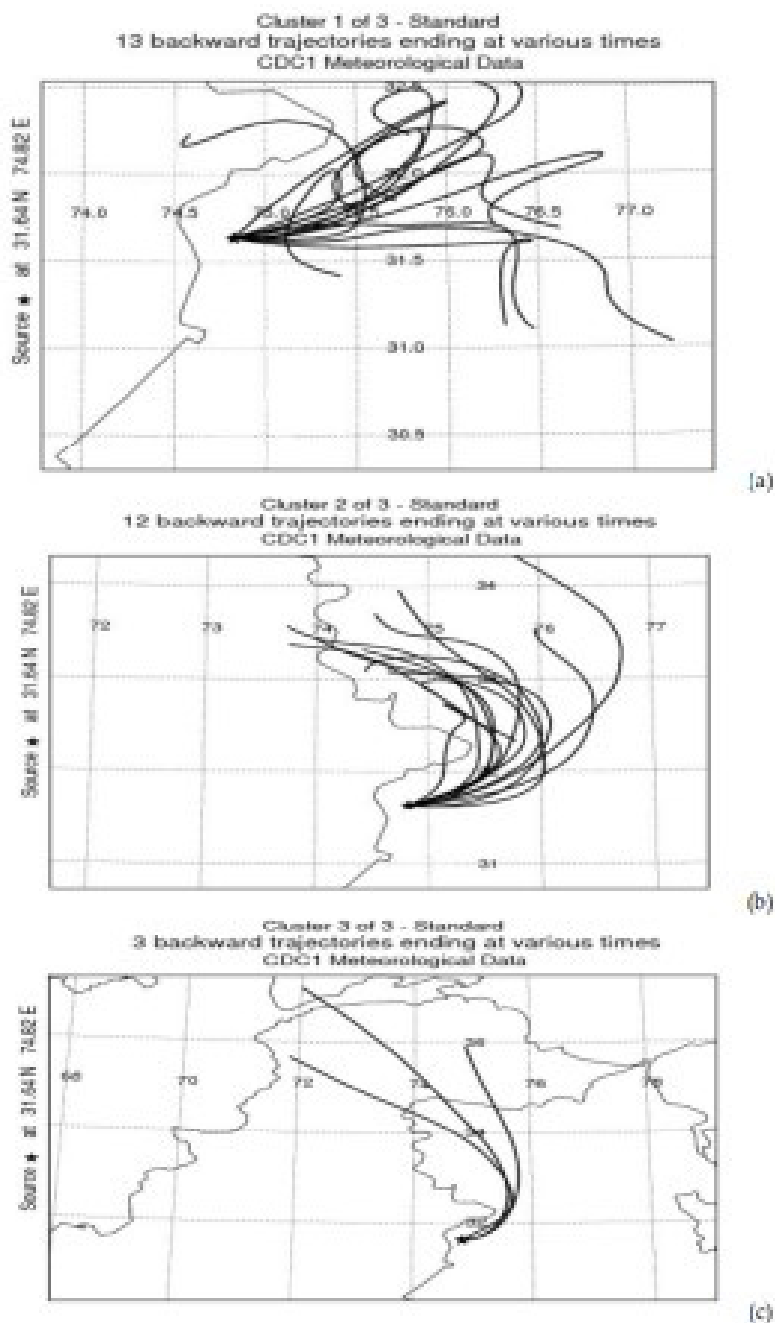 Cluster 1 of 3 - Standard
13 backward trajectories ending at various times
CDC1 Meteorological Data
Source ★ at 31.64 N 74.82 E
74.0 74.5 75.0 75.0 76.5 77.0
31.5
31.0
30.5
(a)
Cluster 2 of 3 - Standard
12 backward trajectories ending at various times
CDC1 Meteorological Data
Source ★ at 31.64 N 74.82 E
72 73 74 75 76 77
31
(b)
Cluster 3 of 3 - Standard
3 backward trajectories ending at various times
CDC1 Meteorological Data
Source ★ at 31.64 N 74.82 E
68 70 72 76 78
(c)